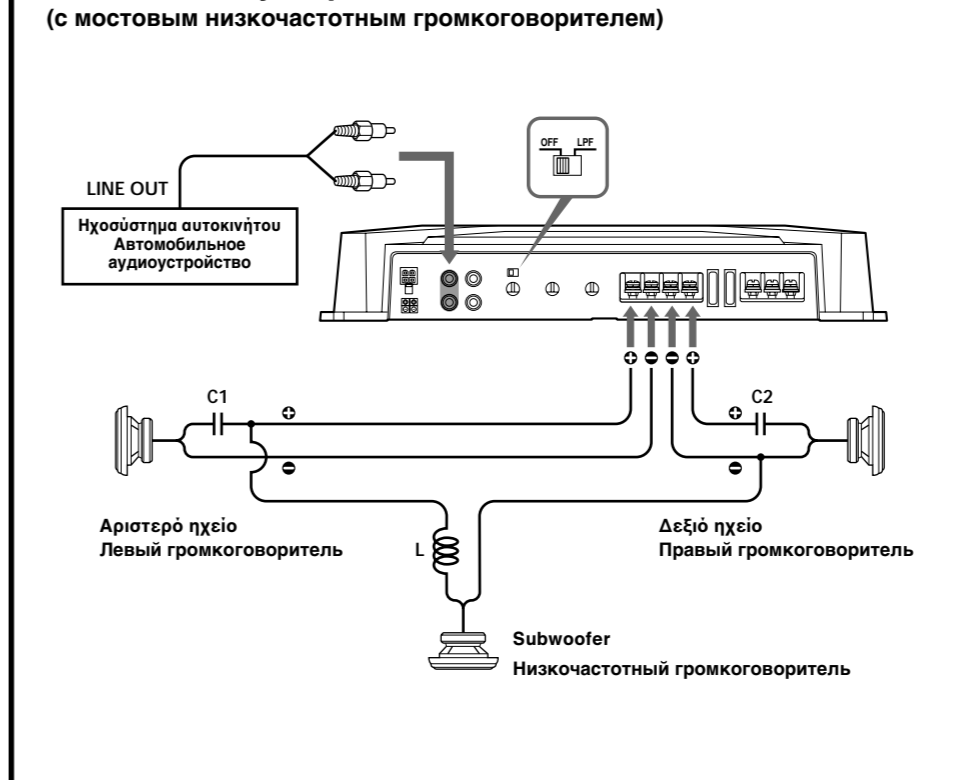 (с мостовым низкочастотным громкоговорителем)
OFF LPF
LINE OUT
Ηχοσύστημα αυτοκινήτου
Автомобильное
аудиоустройство
C1
C2
Αριστερό ηχείο
Левый громкоговоритель
L
Δεξιό ηχείο
Правый громкоговоритель
Subwoofer
Низкочастотный громкоговоритель